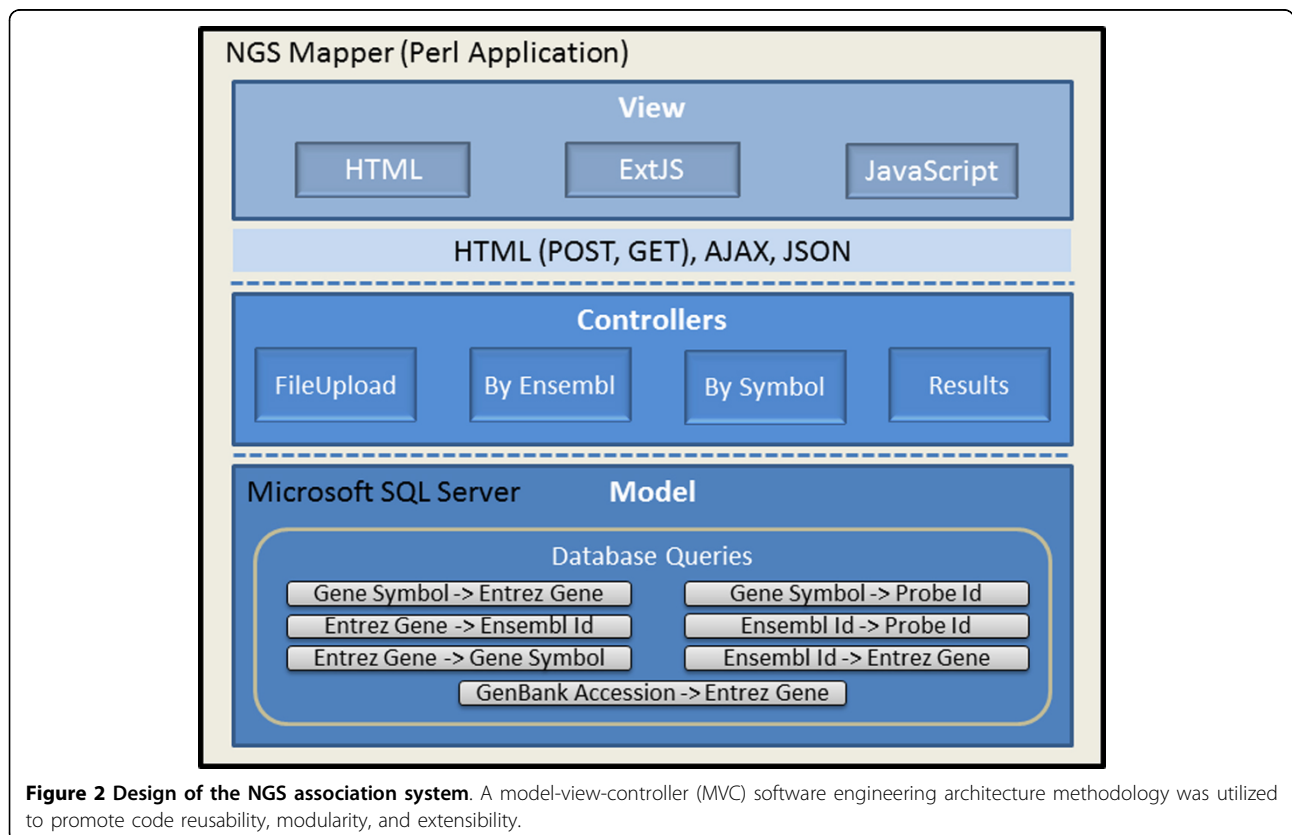 NGS Mapper (Perl Application)
View
HTML ExtJS JavaScript
HTML (POST, GET), AJAX, JSON
Controllers
FileUpload By Ensembl By Symbol Results
Microsoft SQL Server Model
Database Queries
Gene Symbol -> Entrez Gene Gene Symbol -> Probe Id
Entrez Gene -> Ensembl Id Ensembl Id -> Probe Id
Entrez Gene -> Gene Symbol Ensembl Id -> Entrez Gene
GenBank Accession -> Entrez Gene
Figure 2 Design of the NGS association system. A model-view-controller (MVC) software engineering architecture methodology was utilized
to promote code reusability, modularity, and extensibility.